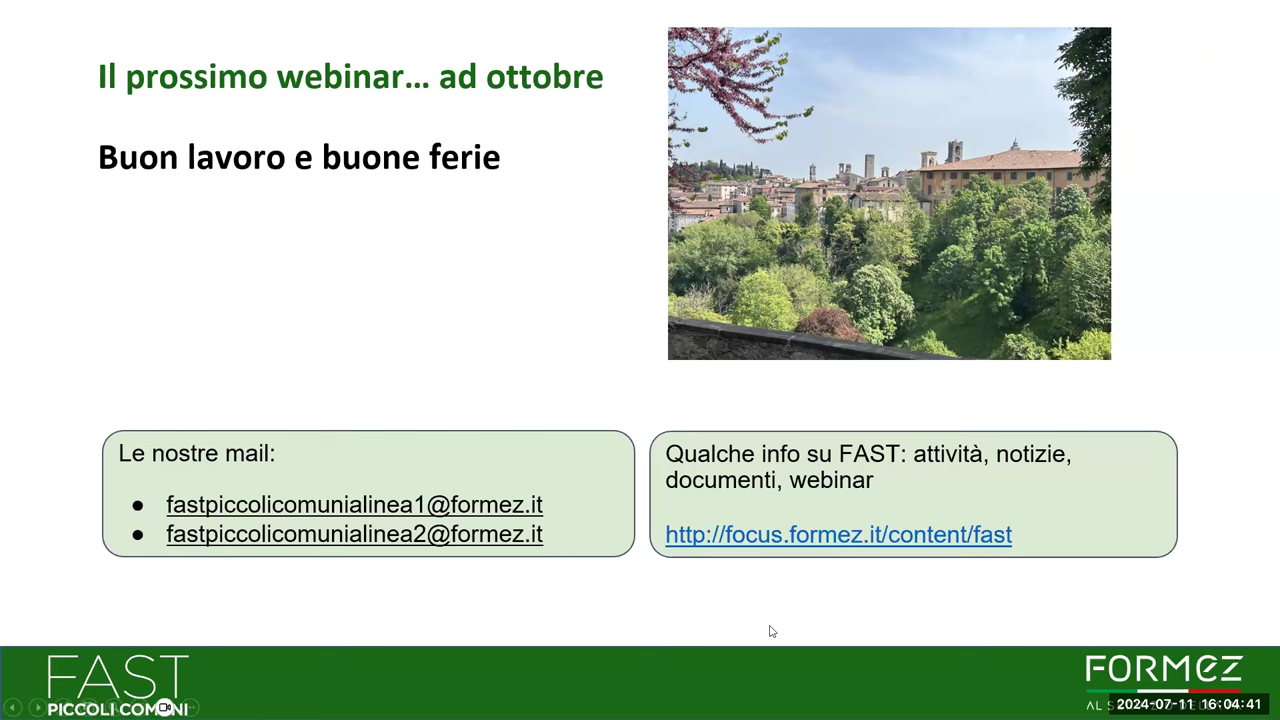 Il prossimo webinar… ad ottobre
Buon lavoro e buone ferie
Le nostre mail:
● fastpiccolicomunialinea1@formez.it
● fastpiccolicomunialinea2@formez.it
Qualche info su FAST: attività, notizie,
documenti, webinar
http://focus.formez.it/content/fast
FAST
PICCOLI COMUNI
FORMEZ
AL
2024-07-11 16:04:41